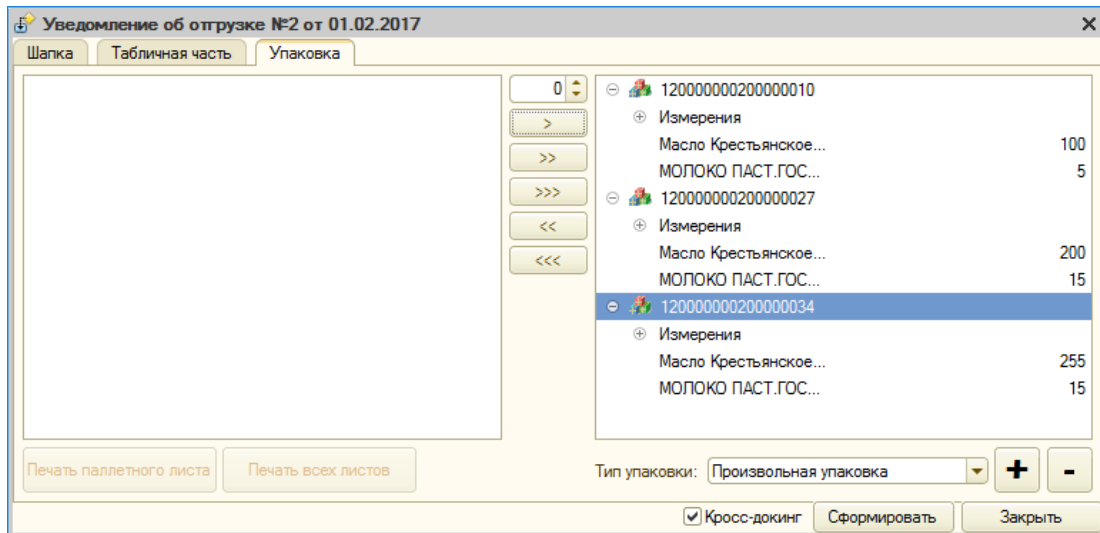 Уведомление об отгрузке №2 от 01.02.2017
Шапка Табличная часть Упаковка
0
>
>>
>>>
<<
<<<
120000000200000010
Измерения
Масло Крестьянское... 100
МОЛОКО ПАСТ.ГОС... 5
120000000200000027
Измерения
Масло Крестьянское... 200
МОЛОКО ПАСТ.ГОС... 15
120000000200000034
Измерения
Масло Крестьянское... 255
МОЛОКО ПАСТ.ГОС... 15
Печать паллетного листа Печать всех листов
Тип упаковки: Произвольная упаковка + -
Кросс-докинг Сформировать Закрыть